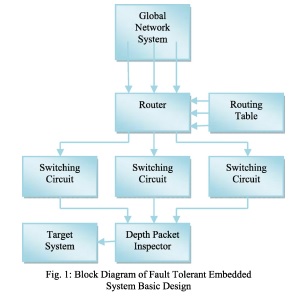 Global
Network
System
Router
Routing
Table
Switching
Circuit
Switching
Circuit
Switching
Circuit
Target
System
Depth Packet
Inspector
Fig. 1: Block Diagram of Fault Tolerant Embedded
System Basic Design